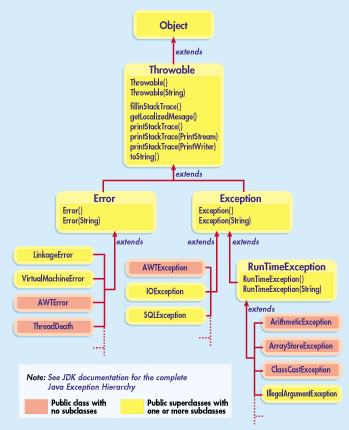 Object
extends
Throwable
Throwable()
Throwable(String)
fillinStackTrace()
getLocalizedMesage()
printStackTrace()
printStackTrace(PrintStream)
printStackTrace(PrintWriter)
toString()
extends
Error
Error()
Error(String)
Exception
Exception()
Exception(String)
extends
extends
extends
LinkageError
VirtualMachineError
AWTError
ThreadDeath
AWTException
IOException
SQLException
RunTimeException
RunTimeException()
RunTimeException(String)
extends
ArithmeticException
ArrayStoreException
ClassCastException
IllegalArgumentException
Note: See JDK documentation for the complete
Java Exception Hierarchy
Public class with
no subclasses
Public superclasses with
one or more subclasses